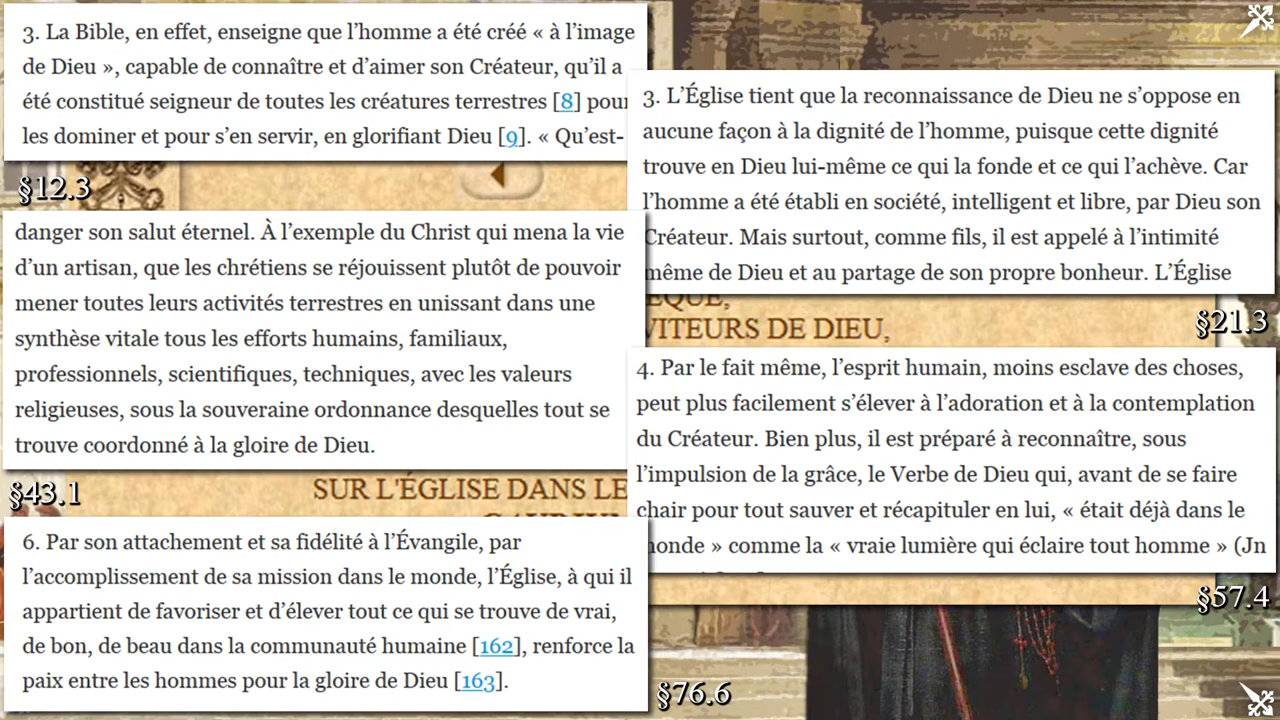 3. La Bible, en effet, enseigne que l’homme a été créé « à l’image
de Dieu », capable de connaître et d’aimer son Créateur, qu’il a
été constitué seigneur de toutes les créatures terrestres [8] pour
les dominer et pour s’en servir, en glorifiant Dieu [9]. « Qu’est-
§12.3
3. L’Église tient que la reconnaissance de Dieu ne s’oppose en
aucune façon à la dignité de l’homme, puisque cette dignité
trouve en Dieu lui-même ce qui la fonde et ce qui l’achève. Car
l’homme a été établi en société, intelligent et libre, par Dieu son
Créateur. Mais surtout, comme fils, il est appelé à l’intimité
même de Dieu et au partage de son propre bonheur. L’Église
§21.3
danger son salut éternel. À l’exemple du Christ qui mena la vie
d’un artisan, que les chrétiens se réjouissent plutôt de pouvoir
mener toutes leurs activités terrestres en unissant dans une
synthèse vitale tous les efforts humains, familiaux,
professionnels, scientifiques, techniques, avec les valeurs
religieuses, sous la souveraine ordonnance desquelles tout se
trouve coordonné à la gloire de Dieu.
§43.1
VITEURS DE DIEU,
4. Par le fait même, l’esprit humain, moins esclave des choses,
peut plus facilement s’élever à l’adoration et à la contemplation
du Créateur. Bien plus, il est préparé à reconnaître, sous
l’impulsion de la grâce, le Verbe de Dieu qui, avant de se faire
chair pour tout sauver et récapituler en lui, « était déjà dans le
monde » comme la « vraie lumière qui éclaire tout homme » (Jn
§57.4
SUR L'ÉGLISE DANS LE
6. Par son attachement et sa fidélité à l’Évangile, par
l’accomplissement de sa mission dans le monde, l’Église, à qui il
appartient de favoriser et d’élever tout ce qui se trouve de vrai,
de bon, de beau dans la communauté humaine [162], renforce la
paix entre les hommes pour la gloire de Dieu [163].
§76.6